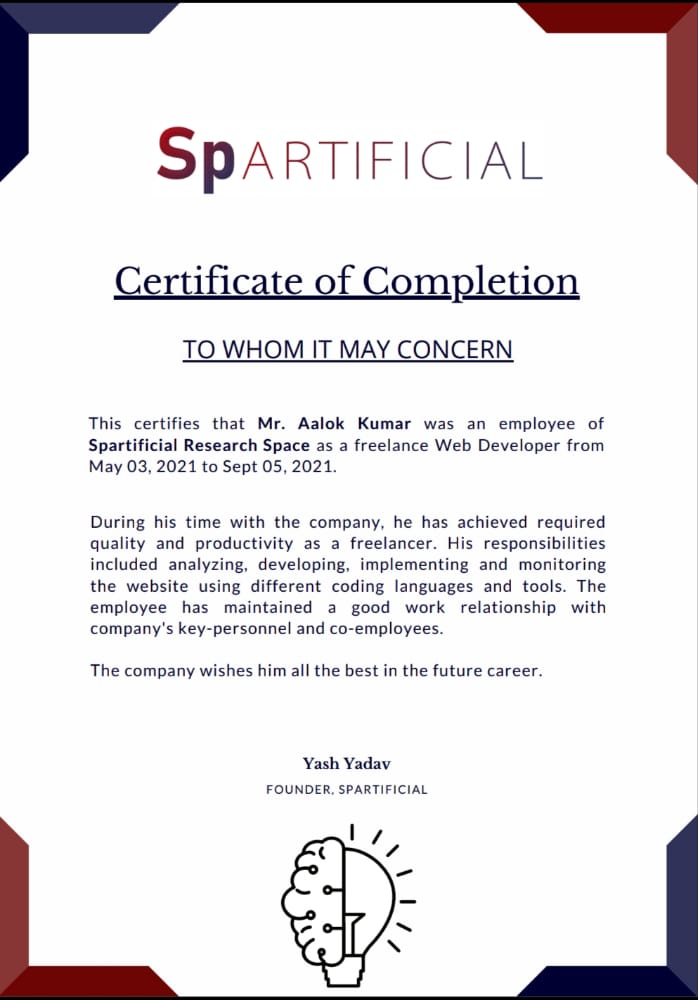 SpARTIFICIAL
Certificate of Completion
TO WHOM IT MAY CONCERN
This certifies that Mr. Aalok Kumar was an employee of
Spartificial Research Space as a freelance Web Developer from
May 03, 2021 to Sept 05, 2021.
During his time with the company, he has achieved required
quality and productivity as a freelancer. His responsibilities
included analyzing, developing, implementing and monitoring
the website using different coding languages and tools. The
employee has maintained a good work relationship with
company's key-personnel and co-employees.
The company wishes him all the best in the future career.
Yash Yadav
FOUNDER, SPARTIFICIAL